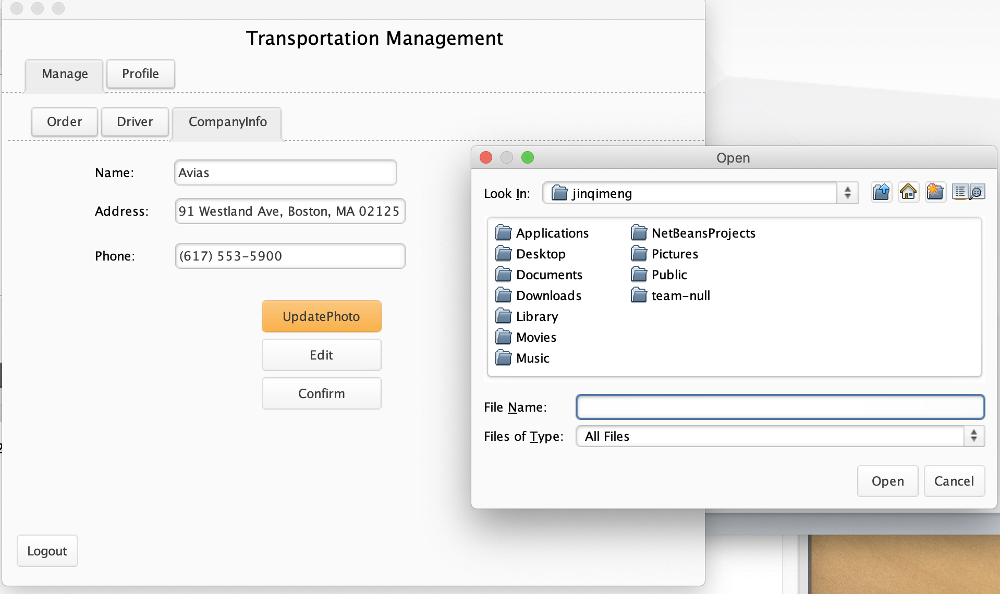 Transportation Management
Manage Profile
Order Driver CompanyInfo
Name: Avias
Address: 91 Westland Ave, Boston, MA 02125
Phone: (617) 553-5900
UpdatePhoto
Edit
Confirm
Logout
Open
Look In: jinqimeng
Applications
Desktop
Documents
Downloads
Library
Movies
Music
NetBeansProjects
Pictures
Public
team-null
File Name:
Files of Type: All Files
Open Cancel